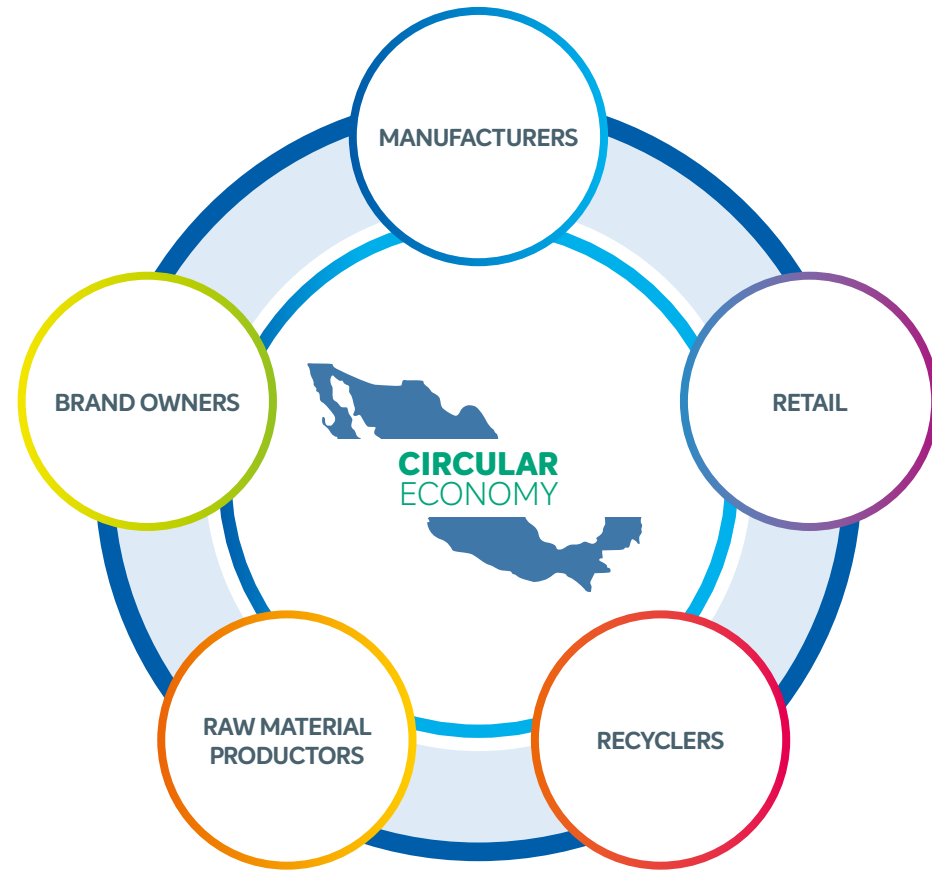 MANUFACTURERS
BRAND OWNERS
RETAIL
CIRCULAR
ECONOMY
RAW MATERIAL
PRODUCTORS
RECYCLERS